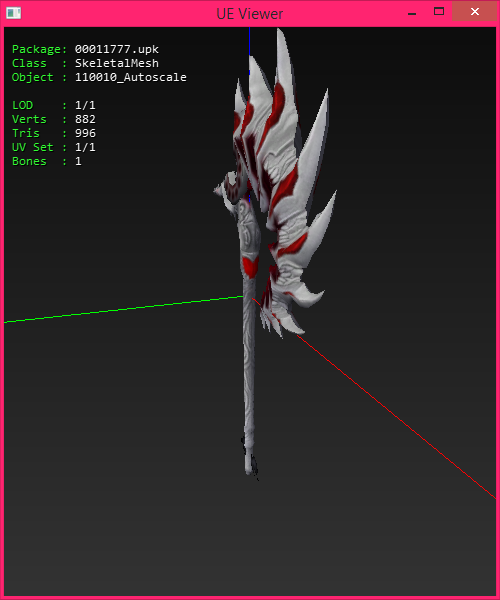 UE Viewer
Package: 00011777.upk
Class  : SkeletalMesh
Object : 110010_Autoscale
LOD    : 1/1
Verts  : 882
Tris   : 996
UV Set : 1/1
Bones  : 1